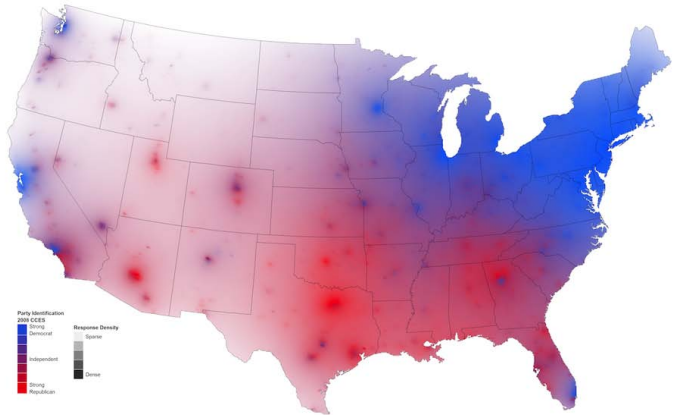 Party Identification
2008 CCES
Strong
Democrat
Independent
Strong
Republican
Response Density
Sparse
Dense